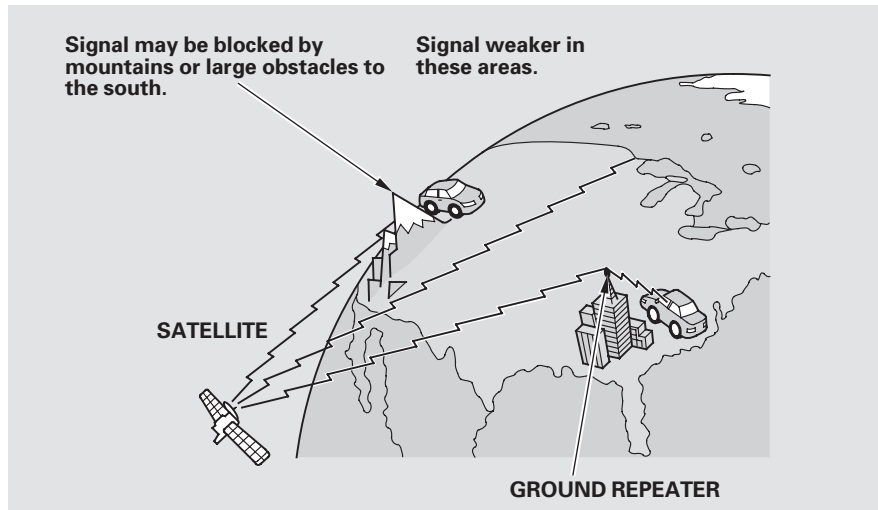 Signal may be blocked by
mountains or large obstacles to
the south.
Signal weaker in
these areas.
SATELLITE
GROUND REPEATER